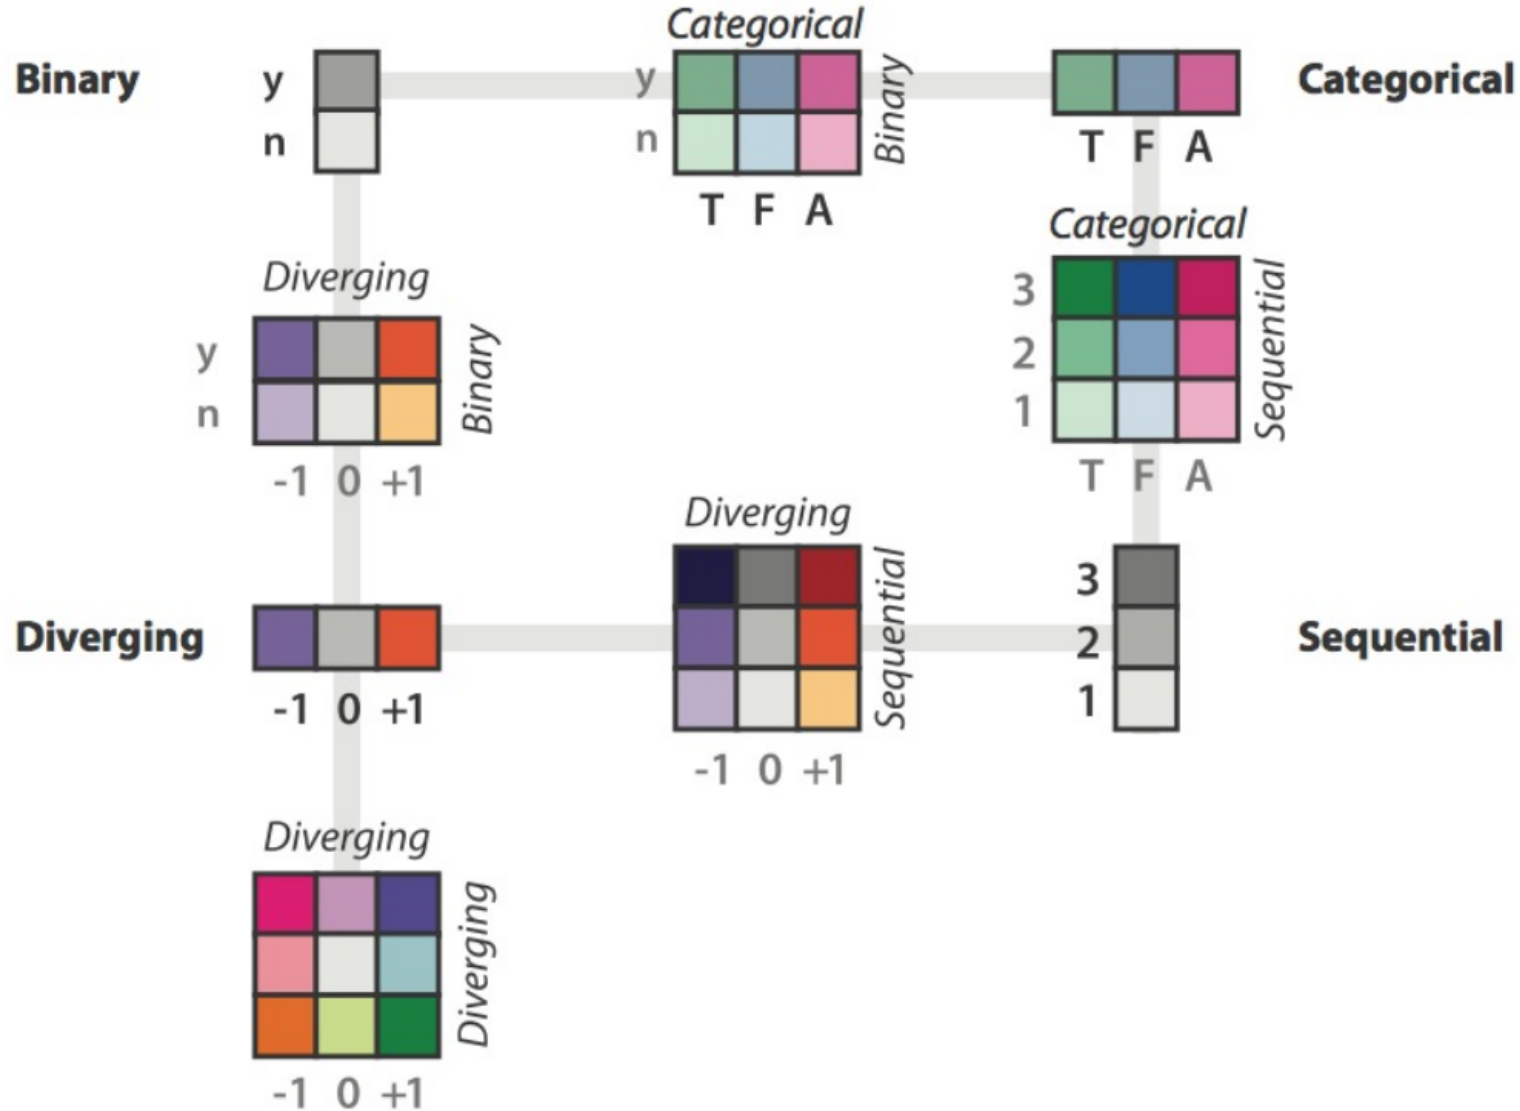 Categorical
Binary
y
n
y
n
Binary
T F A
T F A
Categorical
Diverging
y
n
Binary
-1 0 +1
Categorical
3
2
1
Sequential
T F A
Diverging
Diverging
-1 0 +1
Sequential
-1 0 +1
3
2
1
Sequential
Diverging
Diverging
-1 0 +1